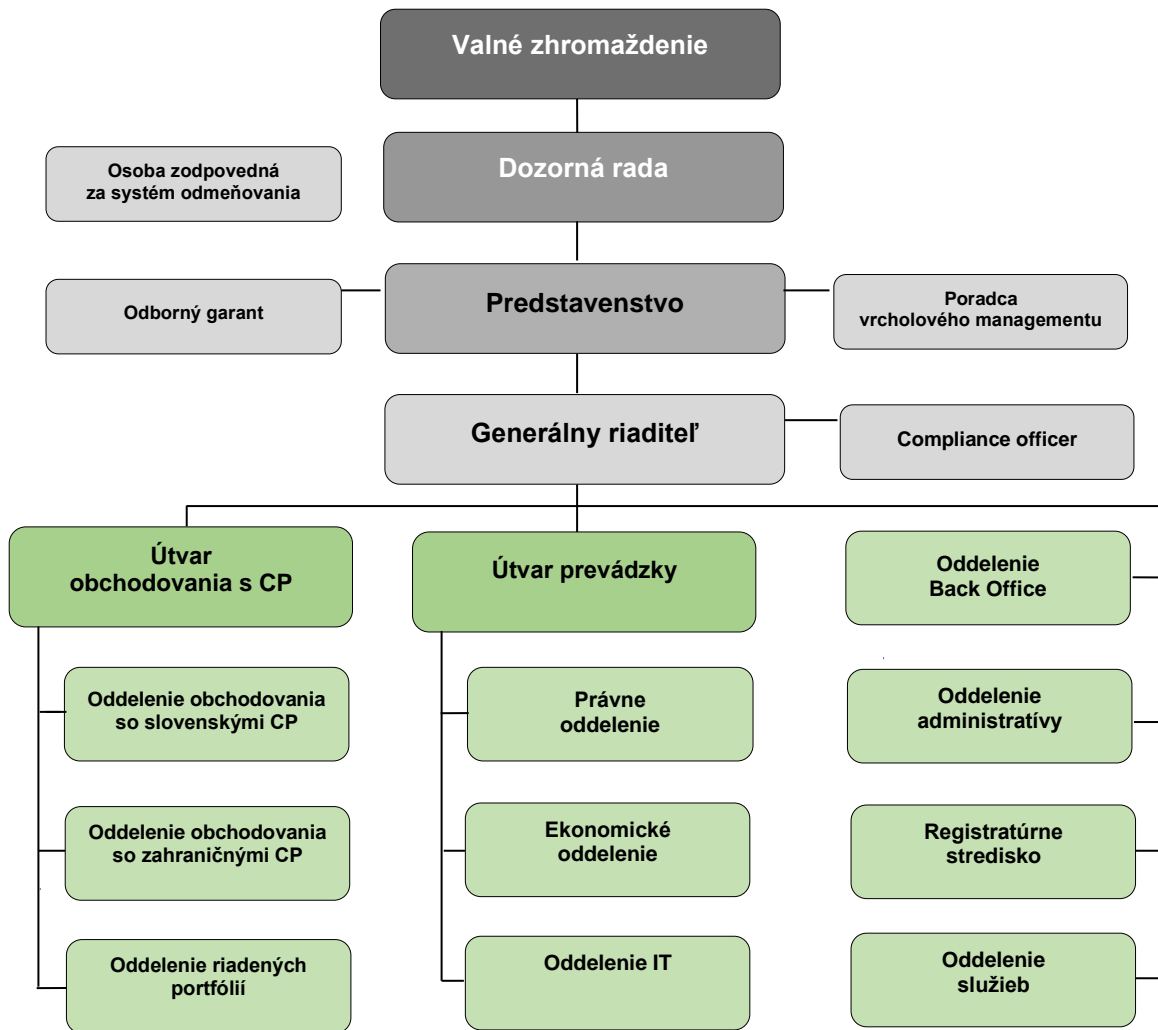 Valné zhromaždenie
Osoba zodpovedná
za systém odmeňovania
Dozorná rada
Odborný garant
Predstavenstvo
Poradca
vrcholového managementu
Generálny riaditeľ
Compliance officer
Útvar
obchodovania s CP
Oddelenie obchodovania
so slovenskými CP
Oddelenie obchodovania
so zahraničnými CP
Oddelenie riadených
portfólií
Útvar prevádzky
Právne
oddelenie
Ekonomické
oddelenie
Oddelenie IT
Oddelenie
Back Office
Oddelenie
administratívy
Registratúrne
stredisko
Oddelenie
služieb